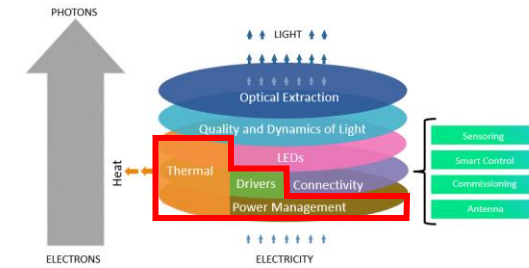 PHOTONS
LIGHT
Optical Extraction
Quality and Dynamics of Light
LEDs
Thermal
Drivers
Connectivity
Power Management
Heat
Sensoring
Smart Control
Commissioning
Antenna
ELECTRONS
ELECTRICITY